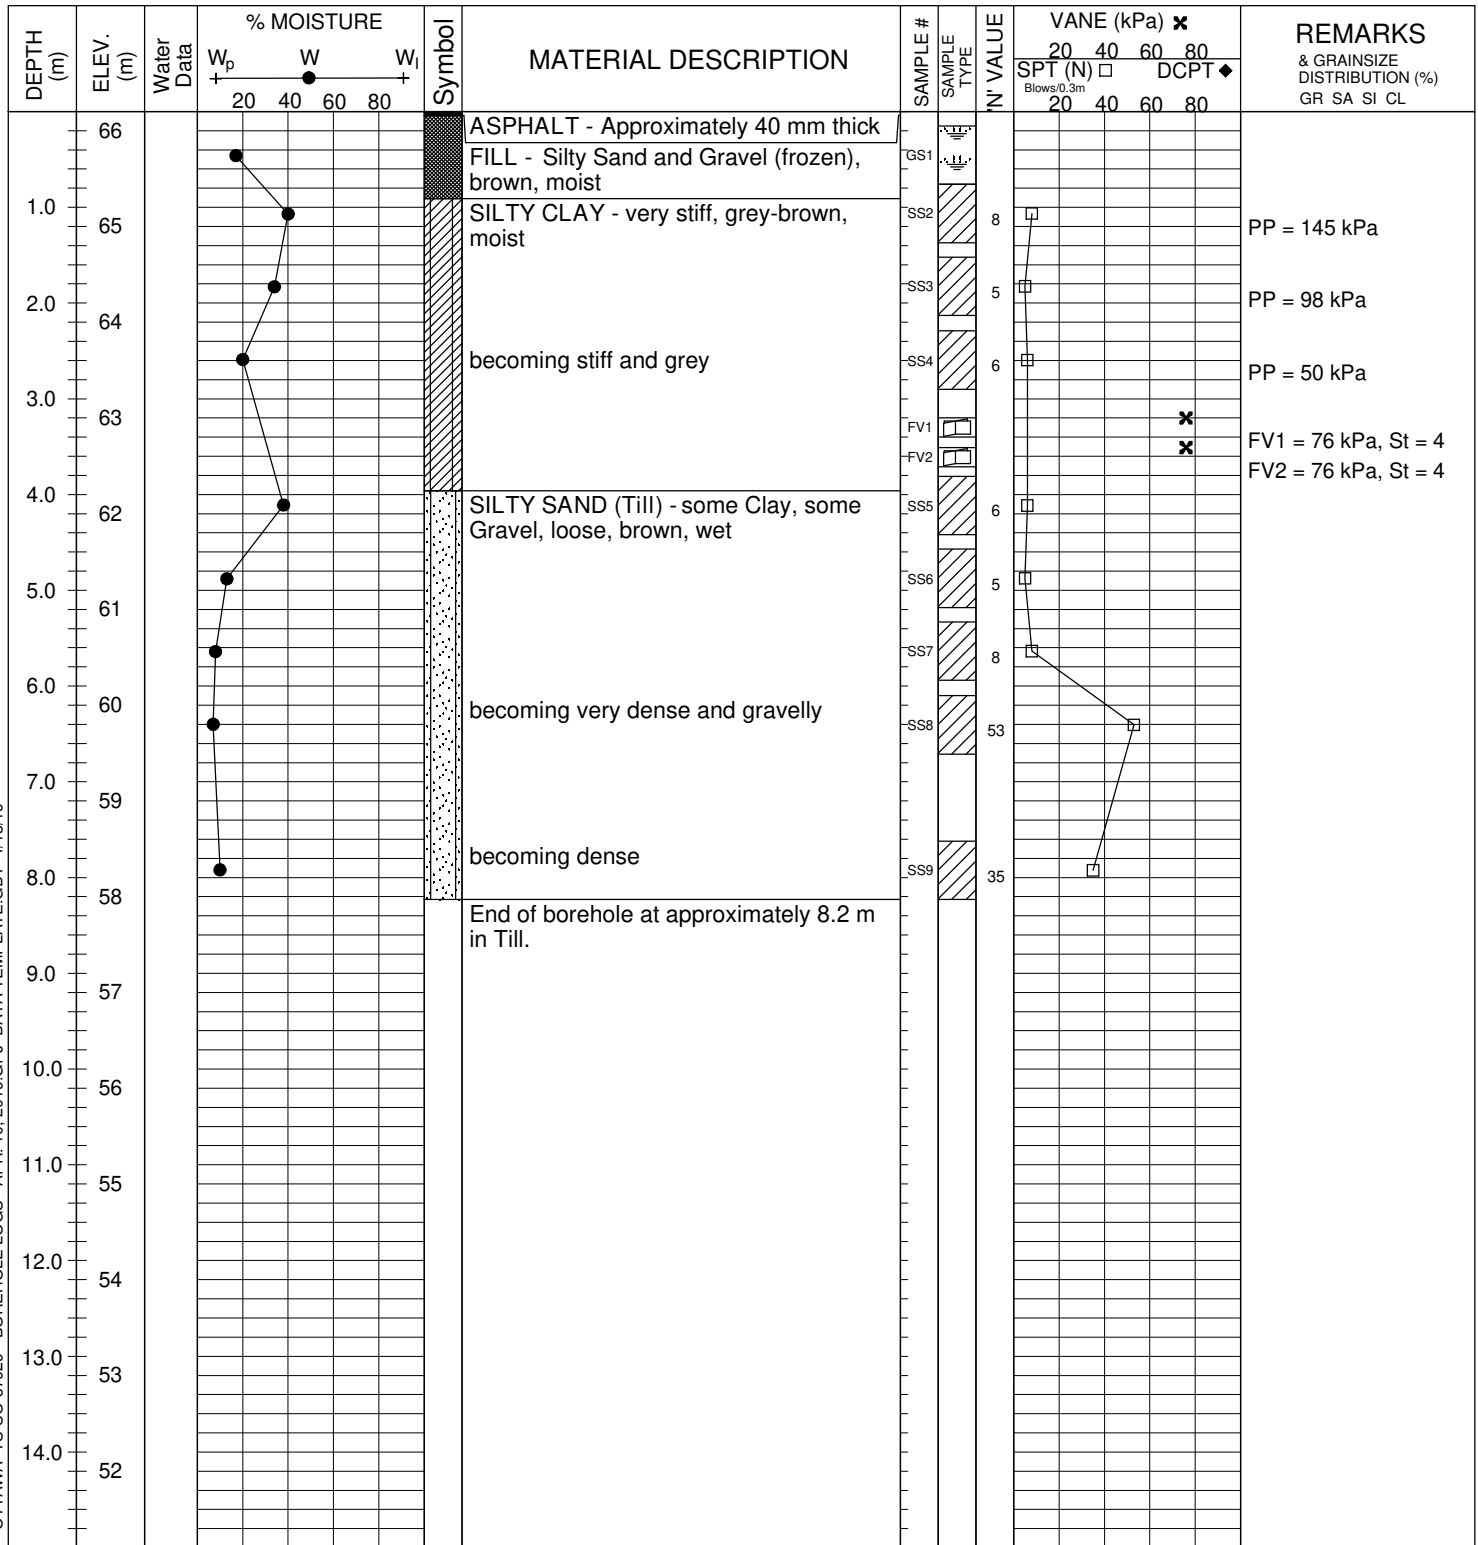 DEPTH (m)
ELEV. (m)
Water Data
% MOISTURE
Wp W Wl
20 40 60 80
Symbol
MATERIAL DESCRIPTION
SAMPLE #
SAMPLE TYPE
'N' VALUE
VANE (kPa)
20 40 60 80
SPT (N) DCPT
Blows/0.3m
20 40 60 80
REMARKS
& GRAINSIZE
DISTRIBUTION (%)
GR SA SI CL
66
ASPHALT - Approximately 40 mm thick
FILL - Silty Sand and Gravel (frozen),
brown, moist
GS1
1.0
65
SILTY CLAY - very stiff, grey-brown,
moist
SS2
8
PP = 145 kPa
2.0
64
SS3
5
PP = 98 kPa
becoming stiff and grey
SS4
6
PP = 50 kPa
3.0
63
FV1
FV1 = 76 kPa, St = 4
FV2
FV2 = 76 kPa, St = 4
4.0
62
SILTY SAND (Till) - some Clay, some
Gravel, loose, brown, wet
SS5
6
5.0
61
SS6
5
SS7
8
6.0
60
becoming very dense and gravelly
SS8
53
7.0
59
becoming dense
SS9
35
8.0
58
End of borehole at approximately 8.2 m
in Till.
9.0
57
10.0
56
11.0
55
12.0
54
13.0
53
14.0
52